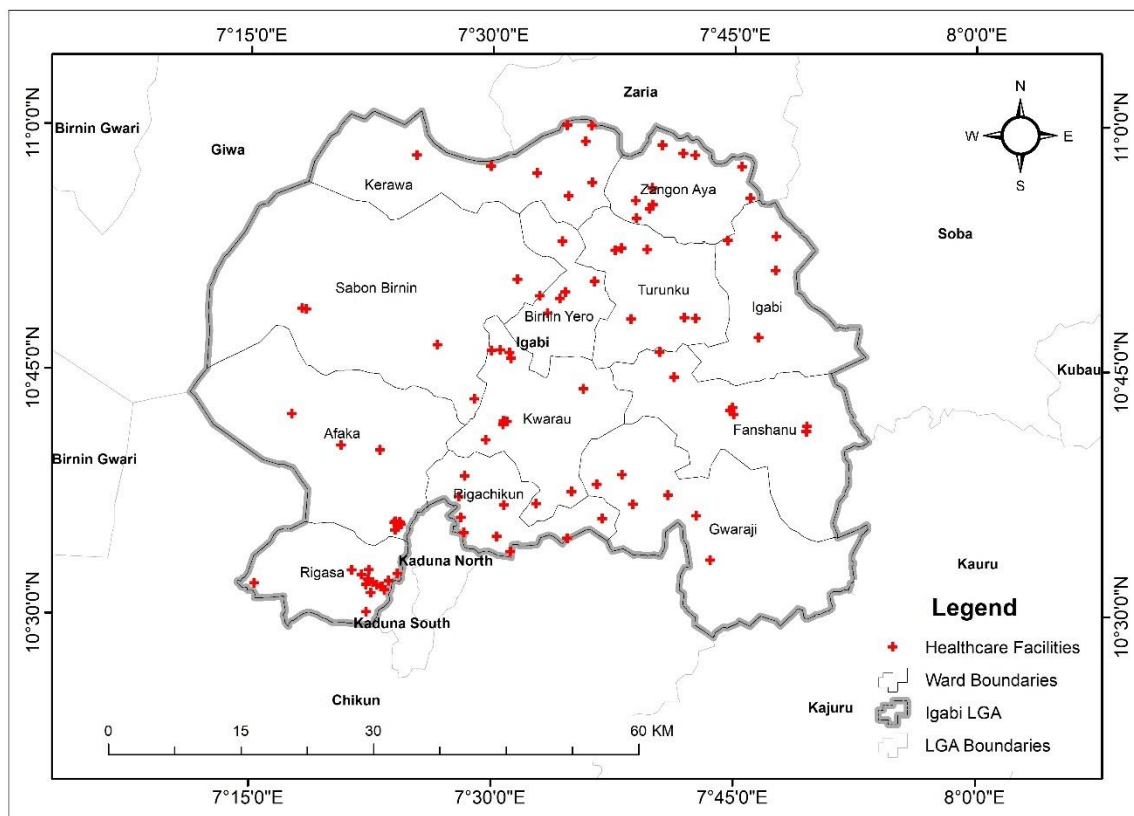 7°15'0"E
7°30'0"E
7°45'0"E
8°0'0"E
11°0'0"N
11°0'0"N
N
W
E
S
Zaria
Birnin Gwari
Giwa
Kerawa
Zangon Aya
Soba
Sabon Birnin
Turunku
Igabi
Birnin Yero
Igabi
10°45'0"N
10°45'0"N
Kubau
Kwarau
Afaka
Fanshanu
Birnin Gwari
Rigachikun
Gwaraji
Kaduna North
Rigasa
Kauru
10°30'0"N
10°30'0"N
Kaduna South
Legend
Healthcare Facilities
Ward Boundaries
Igabi LGA
LGA Boundaries
Chikun
Kajuru
0
15
30
60 KM
7°15'0"E
7°30'0"E
7°45'0"E
8°0'0"E